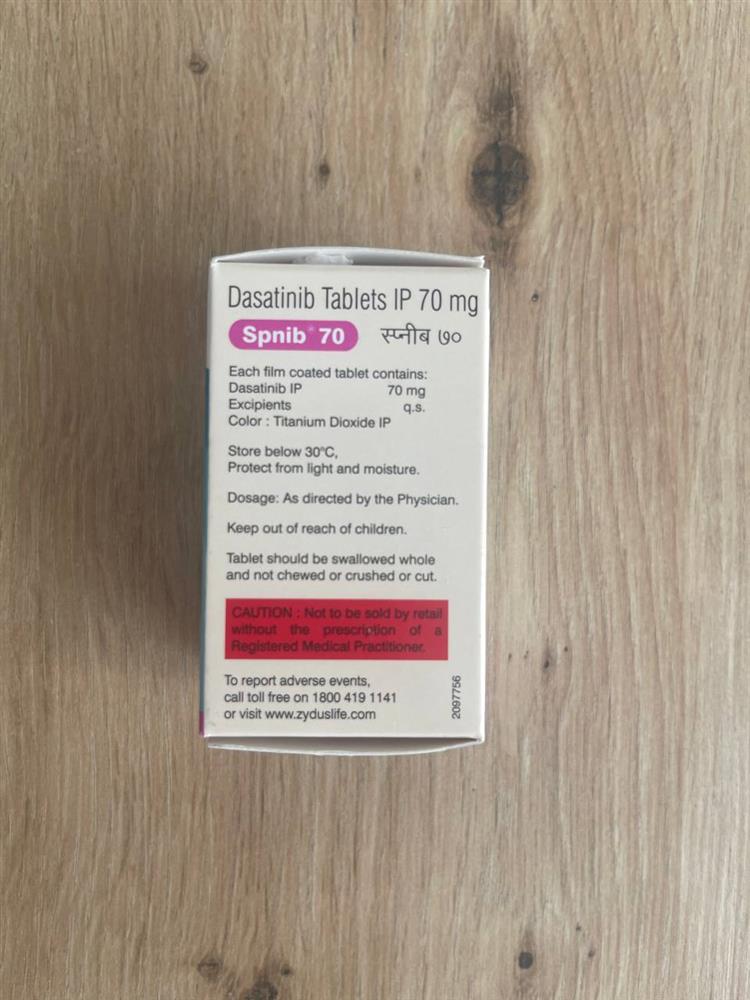 Dasatinib Tablets IP 70 mg
Spnib® 70 स्प्नीब ७०
Each film coated tablet contains:
Dasatinib IP 70 mg
Excipients q.s.
Color : Titanium Dioxide IP
Store below 30°C,
Protect from light and moisture.
Dosage: As directed by the Physician.
Keep out of reach of children.
Tablet should be swallowed whole
and not chewed or crushed or cut.
CAUTION : Not to be sold by retail
without the prescription of a
Registered Medical Practitioner.
To report adverse events,
call toll free on 1800 419 1141
or visit www.zyduslife.com
2097756